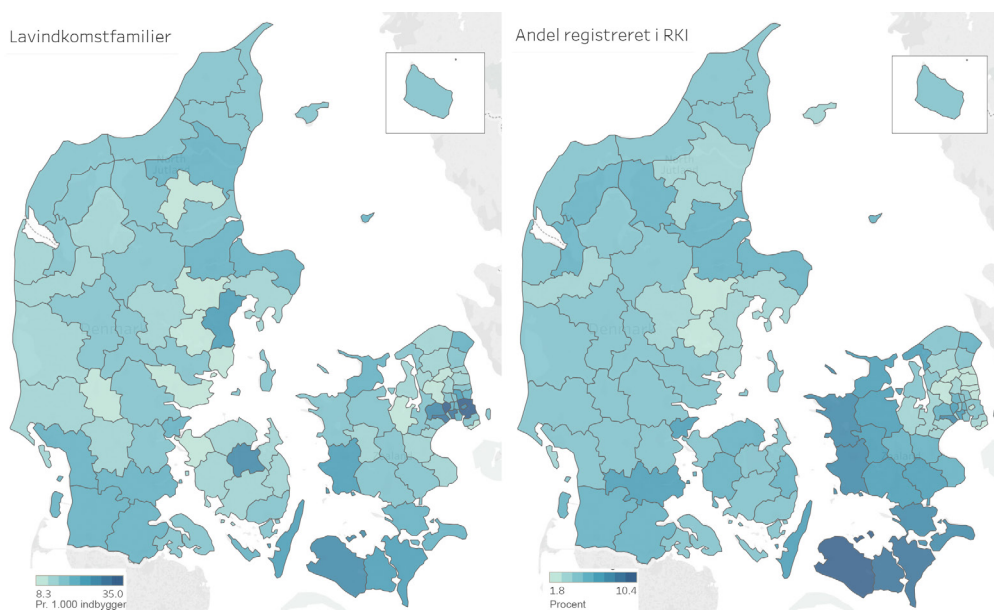 Lavindkomstfamilier
Andel registreret i RKI
8.3 35.0
Pr. 1.000 indbygger
1.8 10.4
Procent